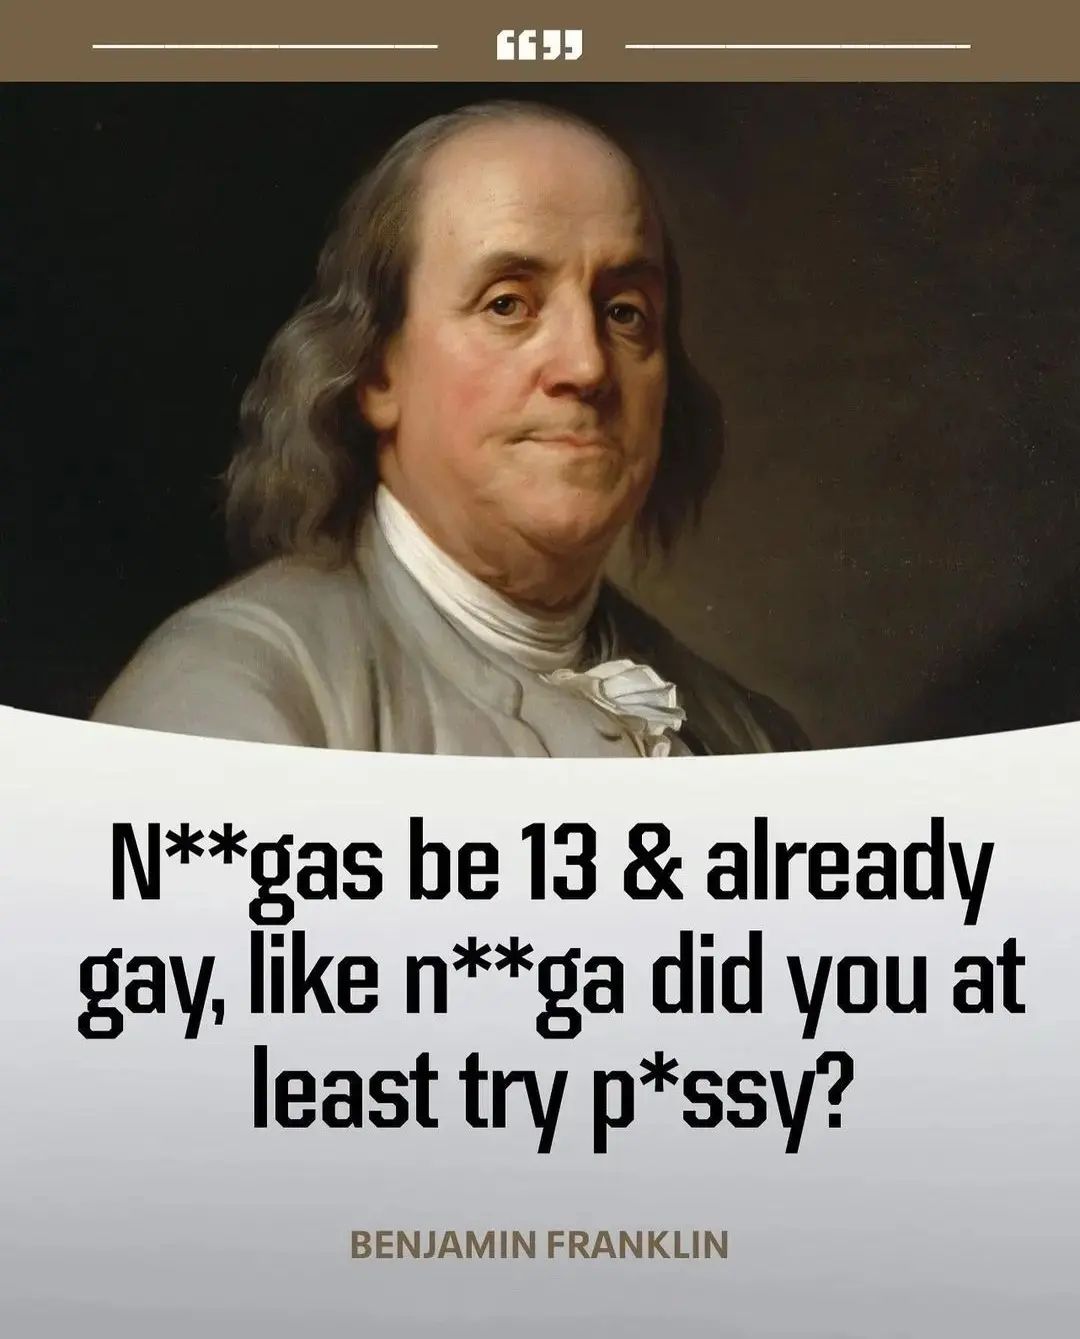 ❝❞
N**gas be 13 & already
gay, like n**ga did you at
least try p*ssy?
BENJAMIN FRANKLIN